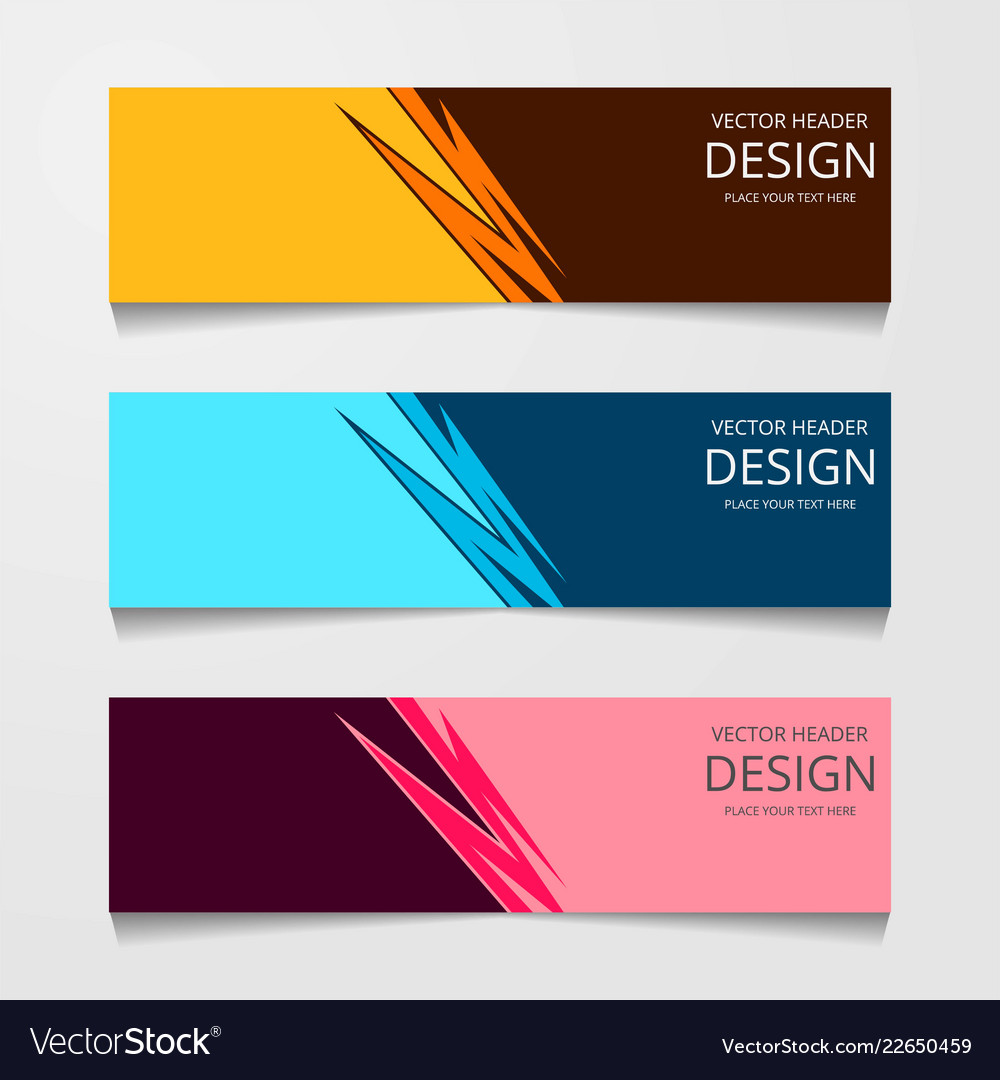 VECTOR HEADER
DESIGN
PLACE YOUR TEXT HERE
VECTOR HEADER
DESIGN
PLACE YOUR TEXT HERE
VECTOR HEADER
DESIGN
PLACE YOUR TEXT HERE
VectorStock®
VectorStock.com/22650459